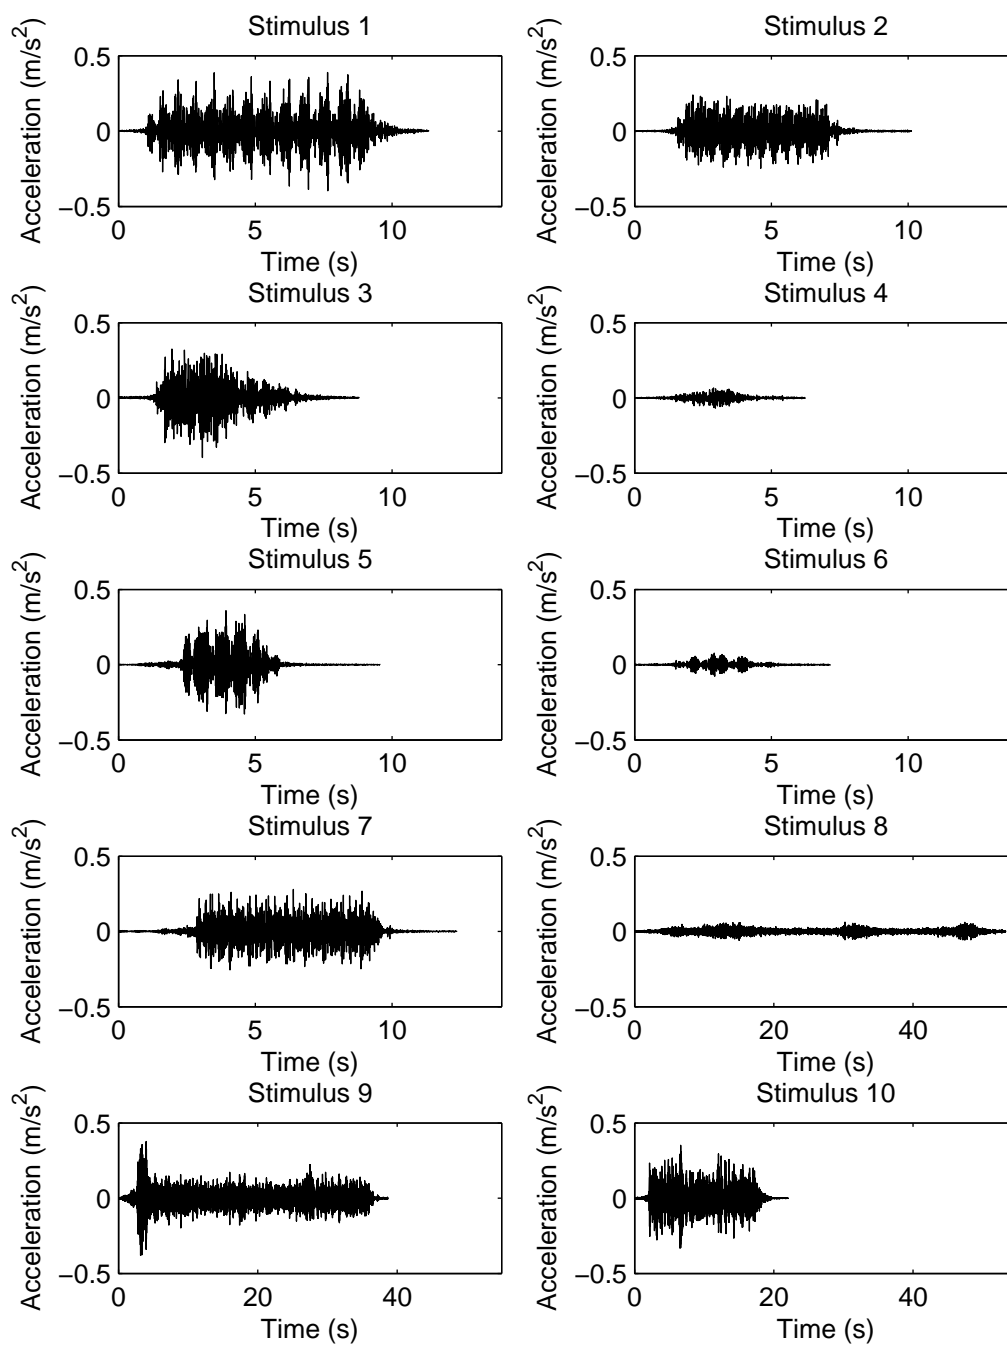 Stimulus 1
Acceleration (m/s²)
0.5
0
−0.5
0 5 10
Time (s)
Stimulus 2
Acceleration (m/s²)
0.5
0
−0.5
0 5 10
Time (s)
Stimulus 3
Acceleration (m/s²)
0.5
0
−0.5
0 5 10
Time (s)
Stimulus 4
Acceleration (m/s²)
0.5
0
−0.5
0 5 10
Time (s)
Stimulus 5
Acceleration (m/s²)
0.5
0
−0.5
0 5 10
Time (s)
Stimulus 6
Acceleration (m/s²)
0.5
0
−0.5
0 5 10
Time (s)
Stimulus 7
Acceleration (m/s²)
0.5
0
−0.5
0 5 10
Time (s)
Stimulus 8
Acceleration (m/s²)
0.5
0
−0.5
0 20 40
Time (s)
Stimulus 9
Acceleration (m/s²)
0.5
0
−0.5
0 20 40
Time (s)
Stimulus 10
Acceleration (m/s²)
0.5
0
−0.5
0 20 40
Time (s)